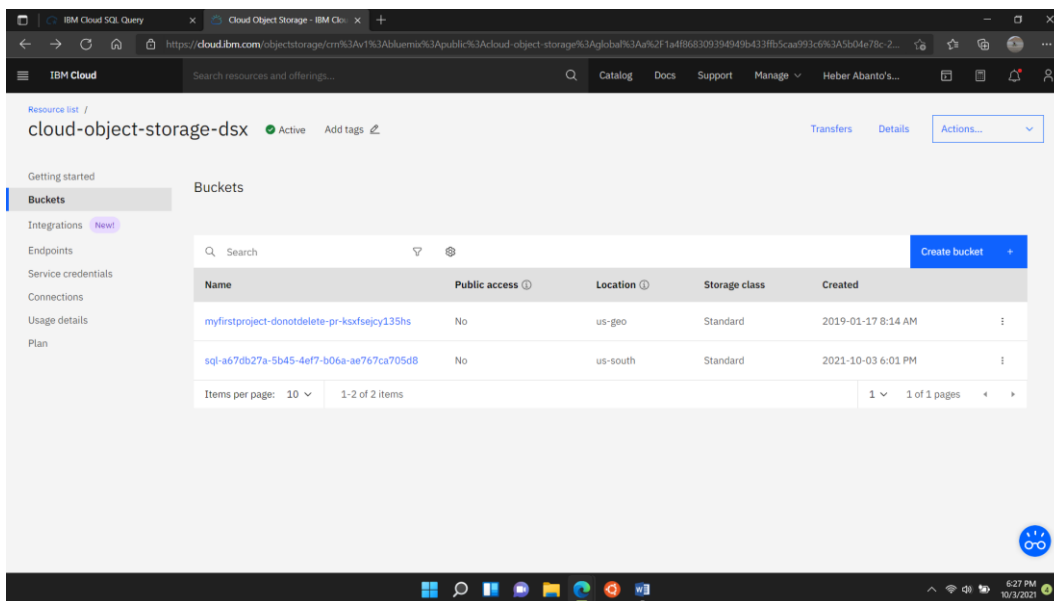 IBM Cloud SQL Query
Cloud Object Storage - IBM Clou
https://cloud.ibm.com/objectstorage/crn%3Av1%3Abluemix%3Apublic%3Acloud-object-storage%3Aglobal%3Aa%2F1a4f868309394949b433ffb5caa993c6%3A5b04e78c-2...
IBM Cloud
Search resources and offerings...
Catalog Docs Support Manage Heber Abanto's...
Resource list /
cloud-object-storage-dsx Active Add tags Transfers Details Actions...
Getting started
Buckets
Integrations New!
Endpoints
Service credentials
Connections
Usage details
Plan
Buckets
Search Create bucket +
Name Public access Location Storage class Created
myfirstproject-donotdelete-pr-ksxfsejcy135hs No us-geo Standard 2019-01-17 8:14 AM
sql-a67db27a-5b45-4ef7-b06a-ae767ca705d8 No us-south Standard 2021-10-03 6:01 PM
Items per page: 10 1-2 of 2 items 1 1 of 1 pages
6:27 PM
10/3/2021
4